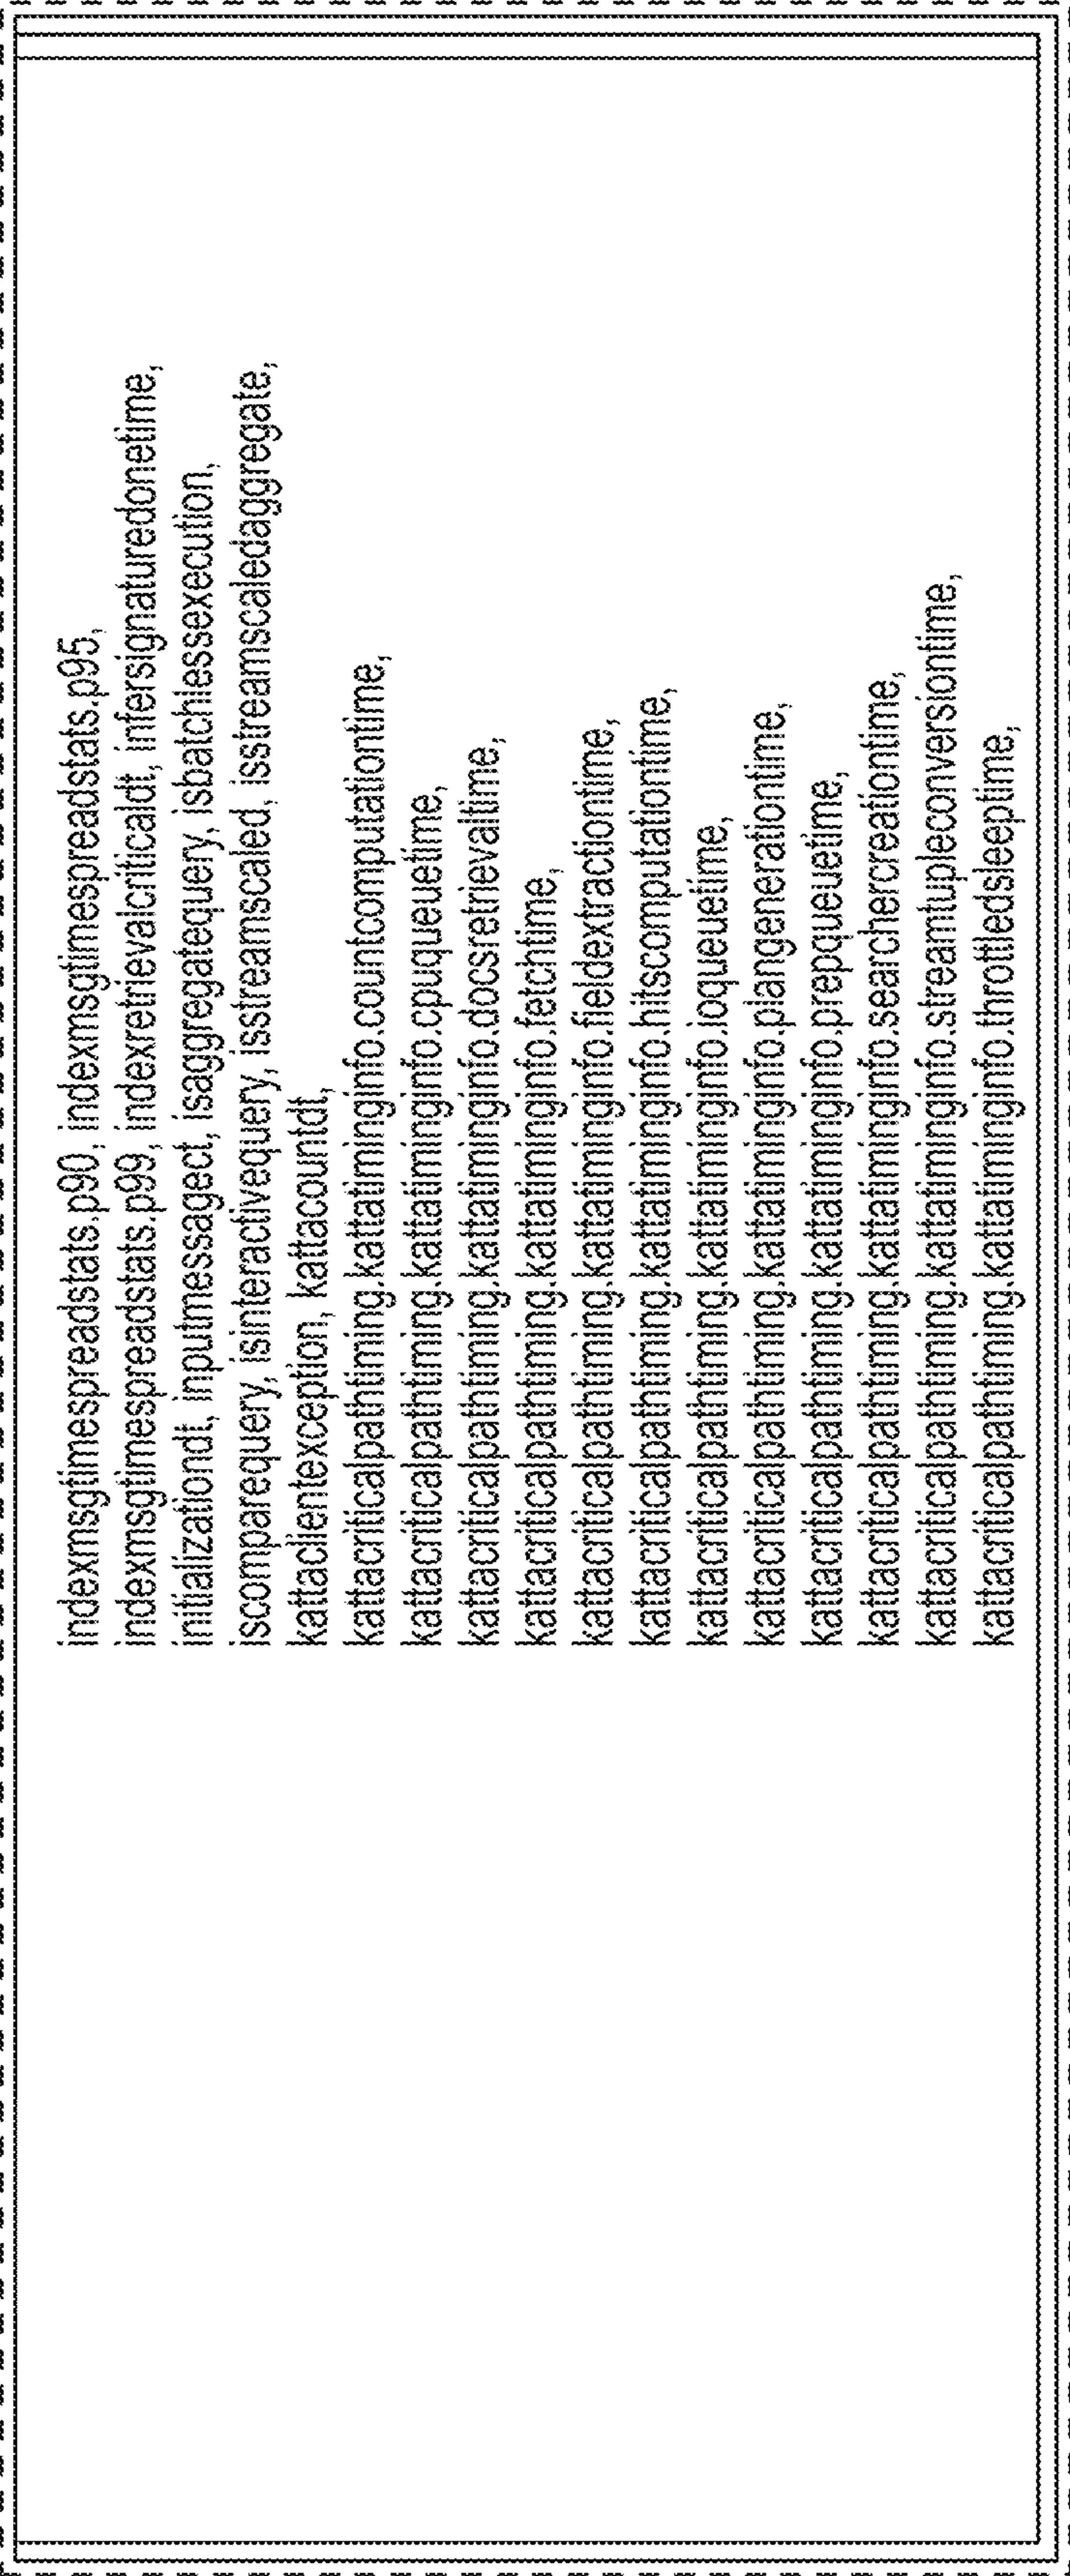 indexmsgtimespreadstats.p90, indexmsgtimespreadstats.p95,
indexmsgtimespreadstats.p99, indexretrievalcriticaldt, infersignaturedonetime,
initializationdt, inputmessagect, isaggregatequery, isbatchlessexecution,
iscomparequery, isinteractivequery, isstreamscaled, isstreamscaledaggregate,
kattaclientexception, kattacountdt,
kattacriticalpathtiming.kattatiminginfo.countcomputationtime,
kattacriticalpathtiming.kattatiminginfo.cpuqueuetime,
kattacriticalpathtiming.kattatiminginfo.docsretrievaltime,
kattacriticalpathtiming.kattatiminginfo.fetchtime,
kattacriticalpathtiming.kattatiminginfo.fieldextractiontime,
kattacriticalpathtiming.kattatiminginfo.hitscomputationtime,
kattacriticalpathtiming.kattatiminginfo.ioqueuetime,
kattacriticalpathtiming.kattatiminginfo.plangenerationtime,
kattacriticalpathtiming.kattatiminginfo.prepqueuetime,
kattacriticalpathtiming.kattatiminginfo.searchercreationtime,
kattacriticalpathtiming.kattatiminginfo.streamtupleconversiontime,
kattacriticalpathtiming.kattatiminginfo.throttledsleeptime,